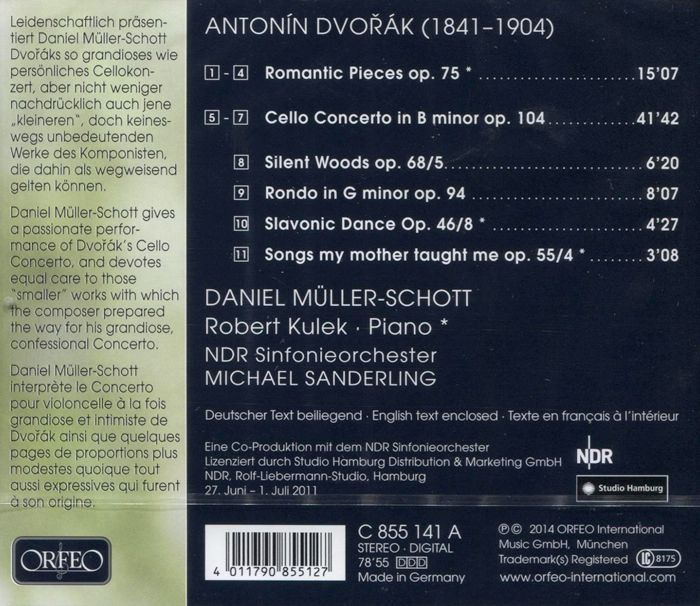 Leidenschaftlich präsen-
tiert Daniel Müller-Schott
Dvořáks so grandioses wie
persönliches Cellokon-
zert, aber nicht weniger
nachdrücklich auch jene
„kleineren“, doch keines-
wegs unbedeutenden
Werke des Komponisten,
die dahin als wegweisend
gelten können.
Daniel Müller-Schott gives
a passionate perfor-
mance of Dvořák's Cello
Concerto, and devotes
equal care to those
"smaller" works with which
the composer prepared
the way for his grandiose,
confessional Concerto.
Daniel Müller-Schott
interprète le Concerto
pour violoncelle à la fois
grandiose et intimiste de
Dvořák ainsi que quelques
pages de proportions plus
modestes quoique tout
aussi expressives qui furent
à son origine.
ORFEO
ANTONÍN DVOŘÁK (1841–1904)
1 - 4 Romantic Pieces op. 75 * ............ 15'07
5 - 7 Cello Concerto in B minor op. 104 ............ 41'42
8 Silent Woods op. 68/5 ............ 6'20
9 Rondo in G minor op. 94 ............ 8'07
10 Slavonic Dance Op. 46/8 * ............ 4'27
11 Songs my mother taught me op. 55/4 * ............ 3'08
DANIEL MÜLLER-SCHOTT
Robert Kulek · Piano *
NDR Sinfonieorchester
MICHAEL SANDERLING
Deutscher Text beiliegend · English text enclosed · Texte en français à l'intérieur
Eine Co-Produktion mit dem NDR Sinfonieorchester
Lizenziert durch Studio Hamburg Distribution & Marketing GmbH
NDR, Rolf-Liebermann-Studio, Hamburg
27. Juni – 1. Juli 2011
NDR
Studio Hamburg
4 011790 855127
C 855 141 A
STEREO · DIGITAL
78'55 DDD
Made in Germany
℗ © 2014 ORFEO International
Music GmbH, München
Trademark(s) Registered LC 8175
www.orfeo-international.com